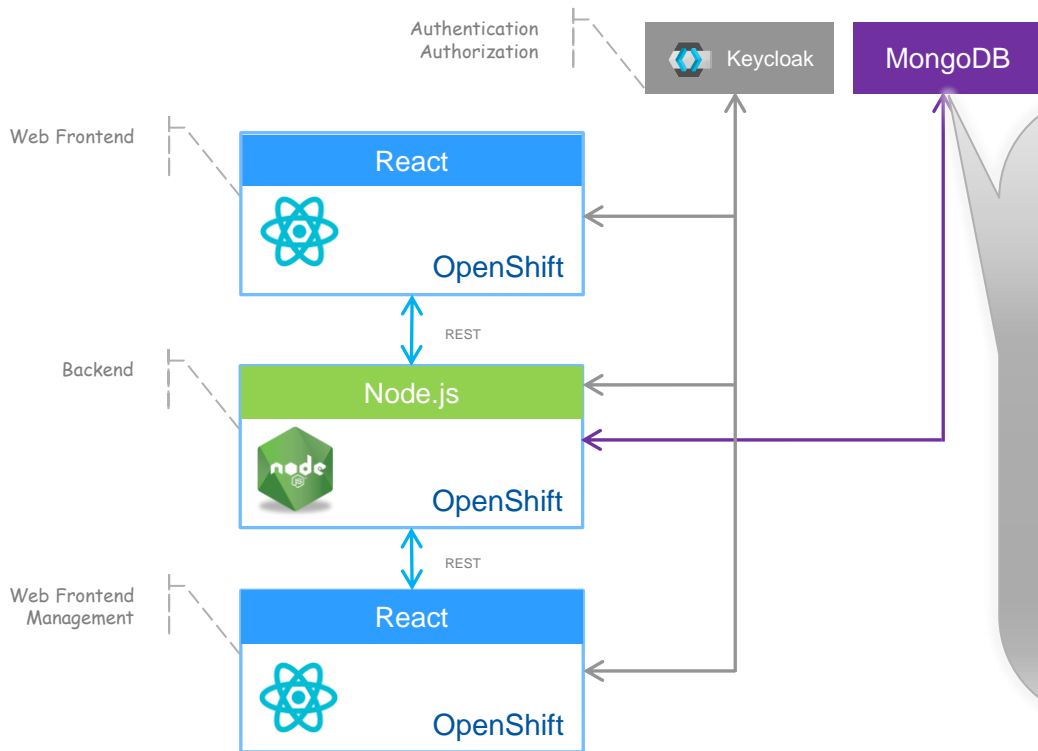 Authentication
Authorization
Keycloak
MongoDB
Web Frontend
React
OpenShift
REST
Backend
Node.js
node
JS
OpenShift
REST
Web Frontend
Management
React
OpenShift